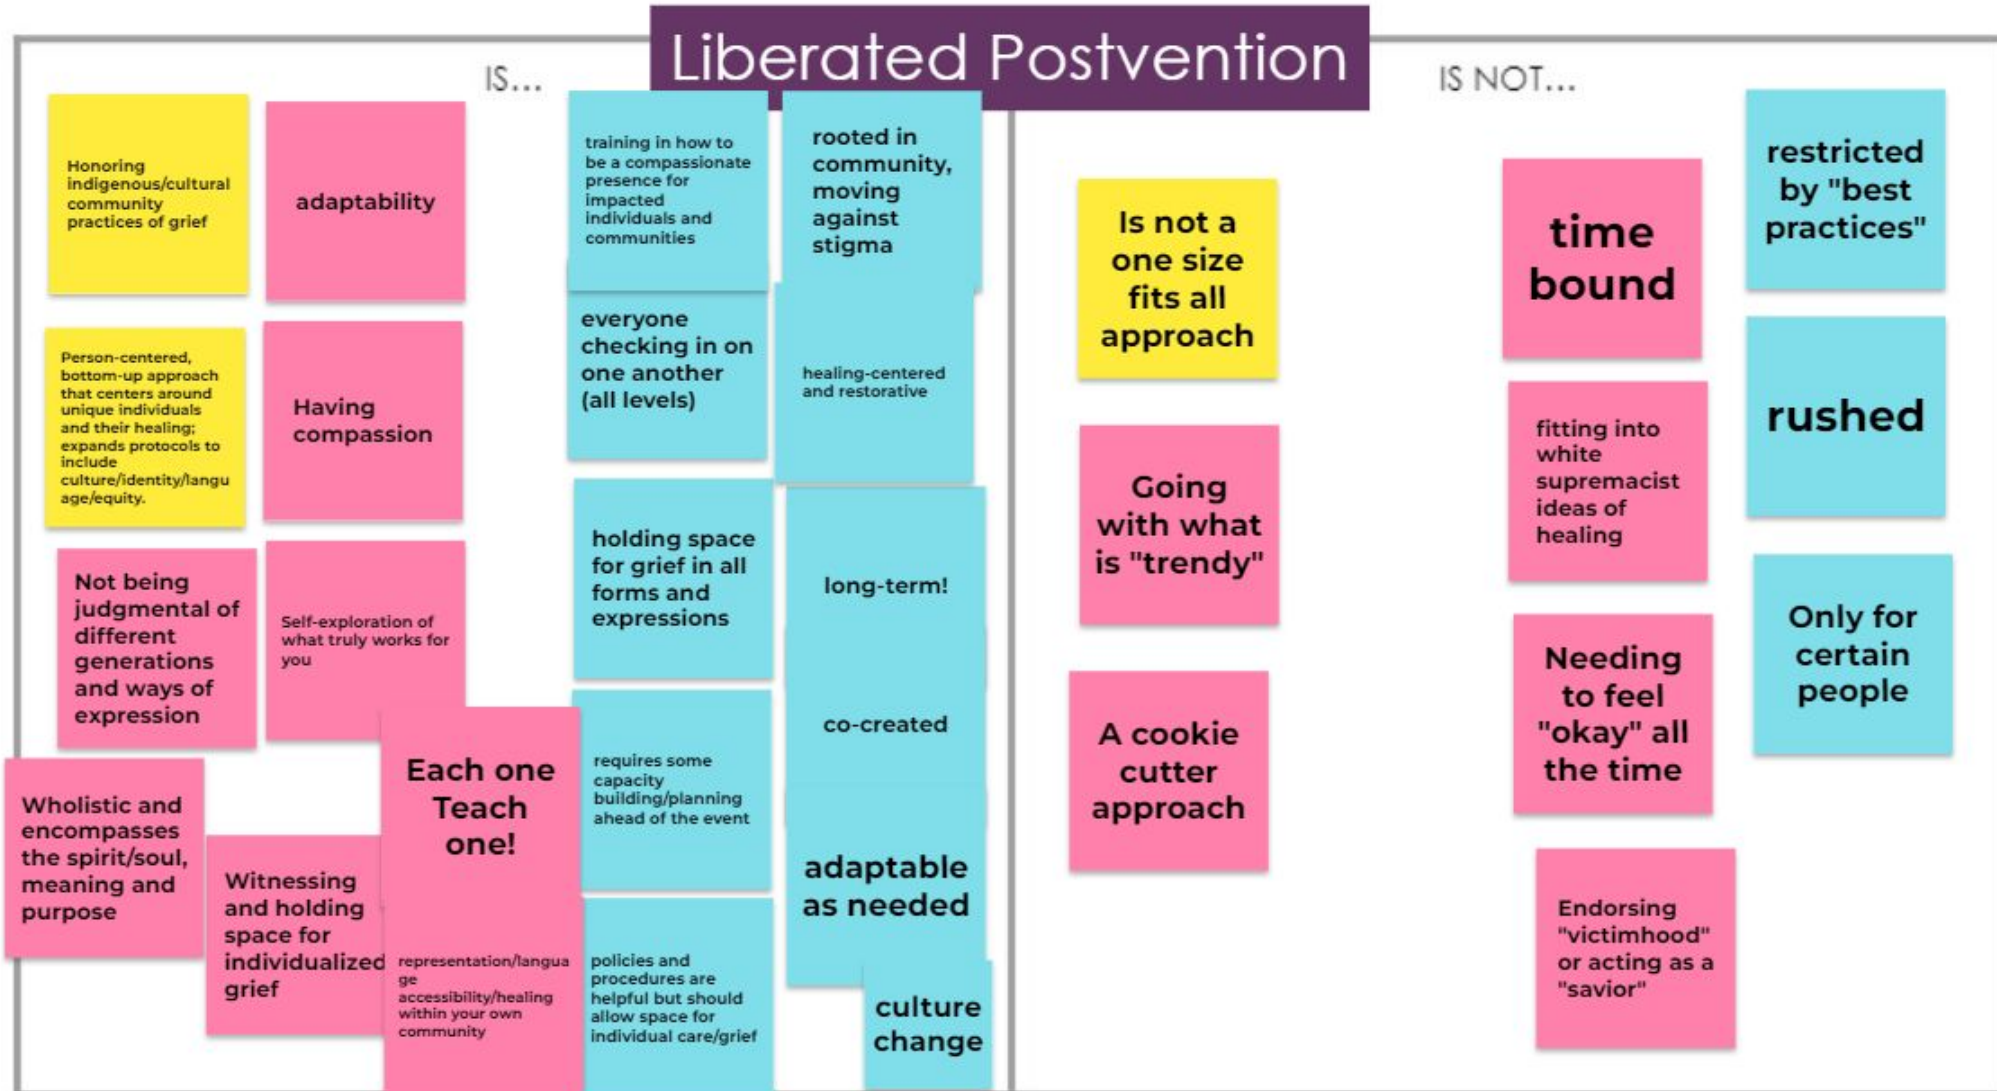 Liberated Postvention
IS...
Honoring
indigenous/cultural
community
practices of grief
adaptability
training in how to
be a compassionate
presence for
impacted
individuals and
communities
rooted in
community,
moving
against
stigma
Person-centered,
bottom-up approach
that centers around
unique individuals
and their healing;
expands protocols to
include
culture/identity/langu
age/equity.
Having
compassion
everyone
checking in on
one another
(all levels)
healing-centered
and restorative
Not being
judgmental of
different
generations
and ways of
expression
Self-exploration of
what truly works for
you
holding space
for grief in all
forms and
expressions
long-term!
Wholistic and
encompasses
the spirit/soul,
meaning and
purpose
Witnessing
and holding
space for
individualized
grief
Each one
Teach
one!
requires some
capacity
building/planning
ahead of the event
co-created
adaptable
as needed
representation/langua
ge
accessibility/healing
within your own
community
policies and
procedures are
helpful but should
allow space for
individual care/grief
culture
change
IS NOT...
Is not a
one size
fits all
approach
time
bound
restricted
by "best
practices"
Going
with what
is "trendy"
fitting into
white
supremacist
ideas of
healing
rushed
A cookie
cutter
approach
Needing
to feel
"okay" all
the time
Only for
certain
people
Endorsing
"victimhood"
or acting as a
"savior"